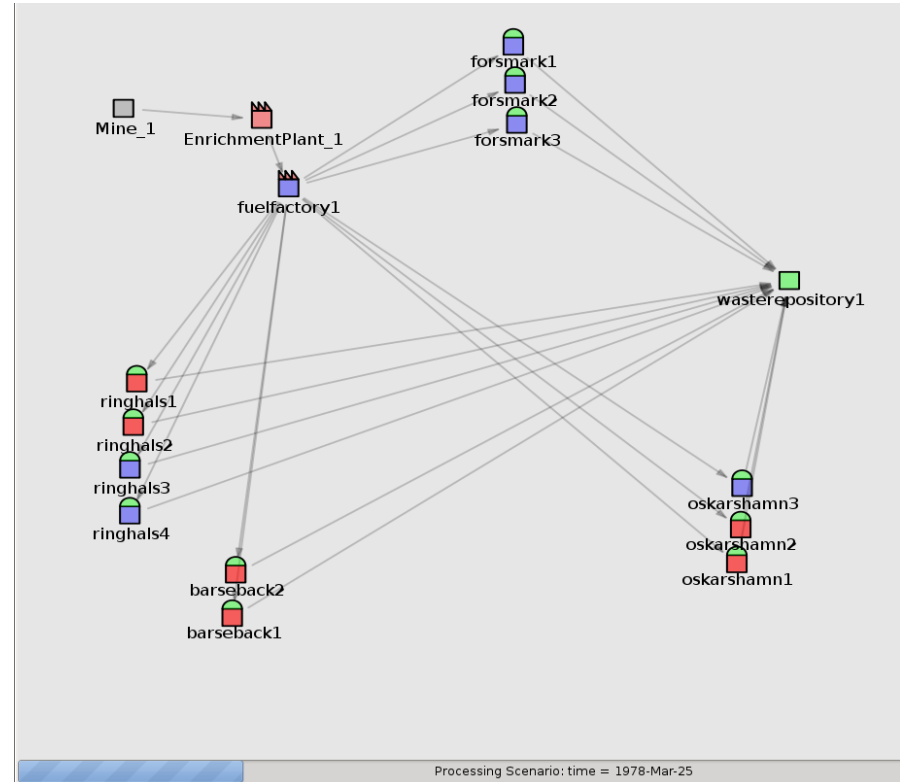 forsmark1
forsmark2
forsmark3
Mine_1
EnrichmentPlant_1
fuelfactory1
wasterepository1
ringhals1
ringhals2
ringhals3
ringhals4
oskarshamn3
oskarshamn2
oskarshamn1
barseback2
barseback1
Processing Scenario: time = 1978-Mar-25